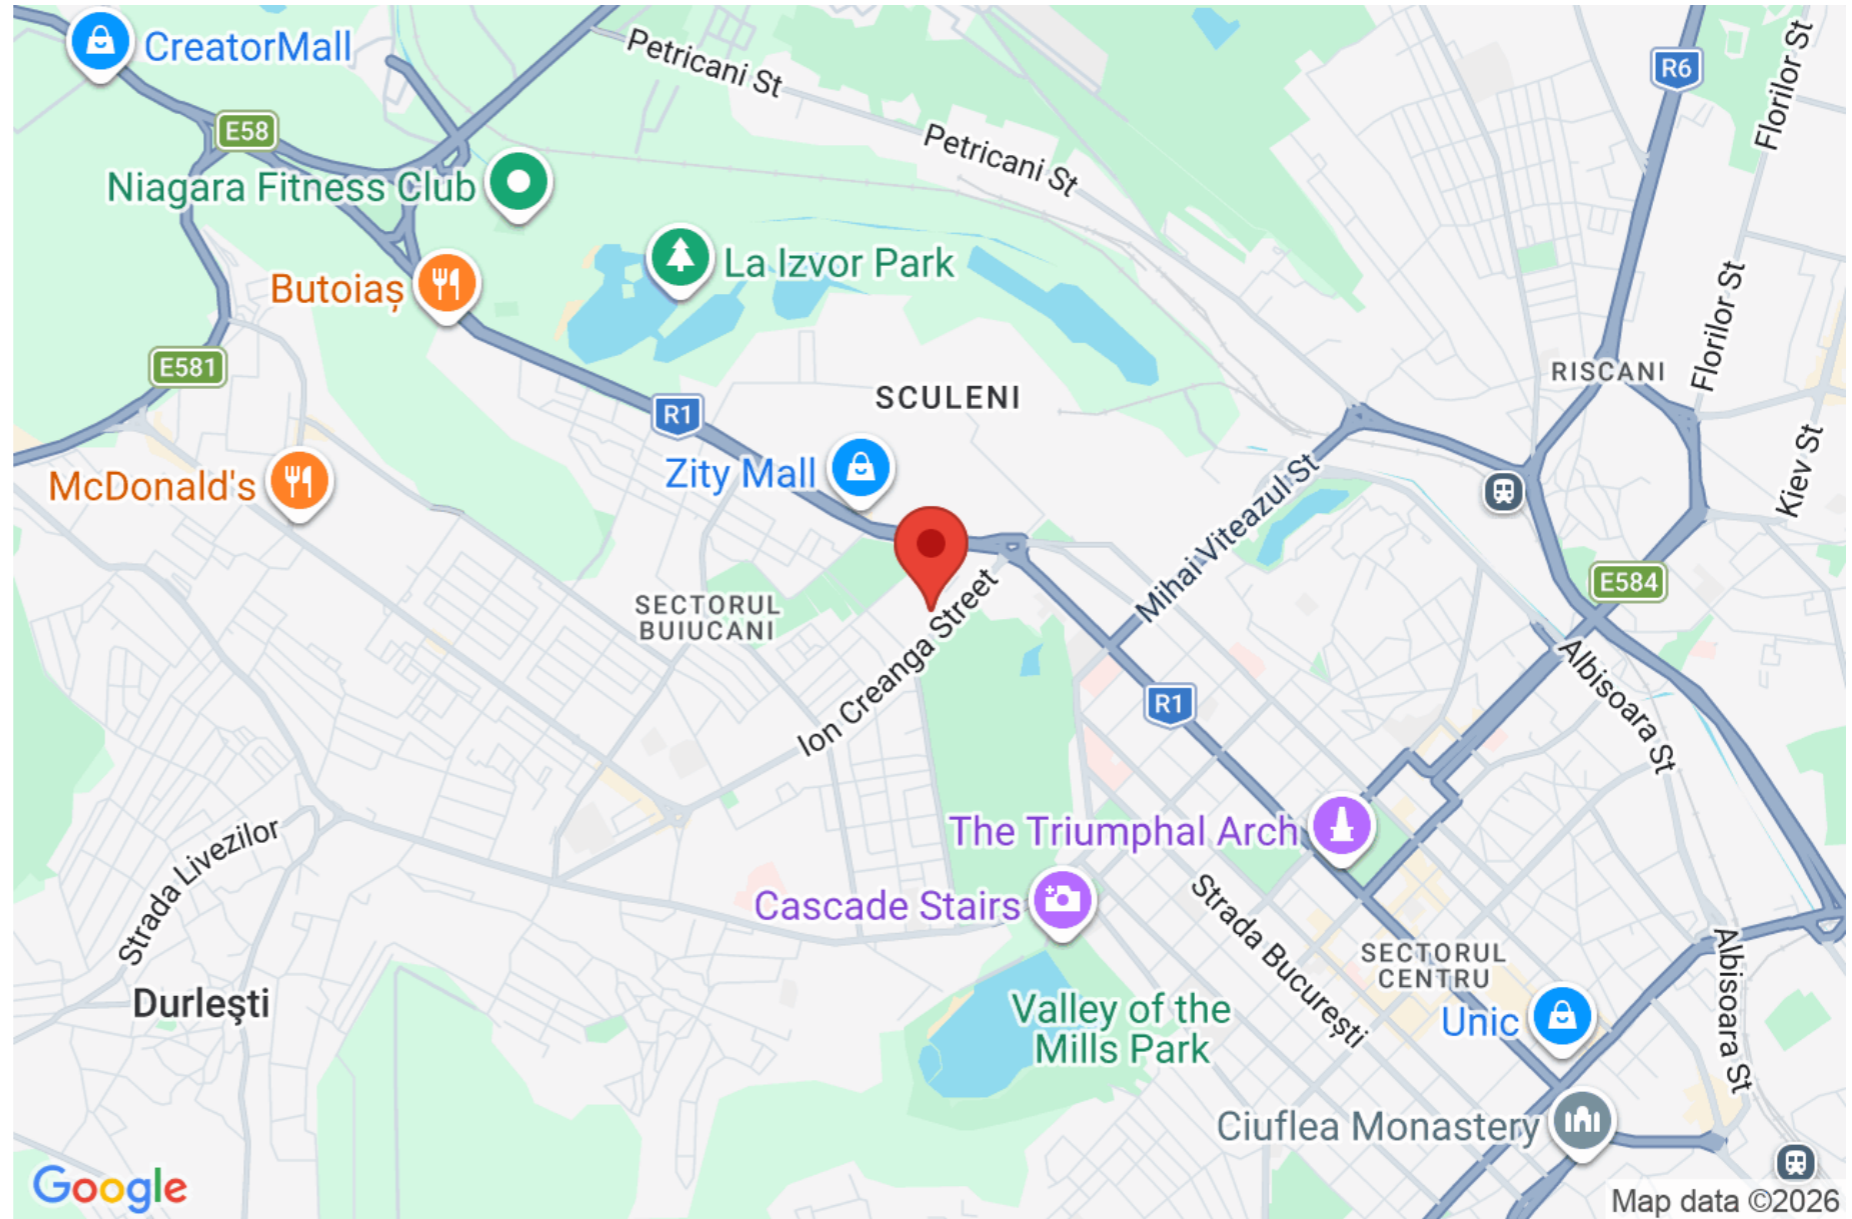 CreatorMall
Petricani St
R6
Florilor St
E58
Petricani St
Niagara Fitness Club
La Izvor Park
Butoiaș
Florilor St
E581
RISCANI
SCULENI
R1
Zity Mall
McDonald's
Mihai Viteazul St
Kiev St
E584
SECTORUL
BUIUCANI
Ion Creanga Street
R1
Albisoara St
The Triumphal Arch
Strada Livezilor
Cascade Stairs
Strada București
SECTORUL
CENTRU
Albisoara St
Durleşti
Valley of the
Mills Park
Unic
Ciuflea Monastery
Google
Map data ©2026